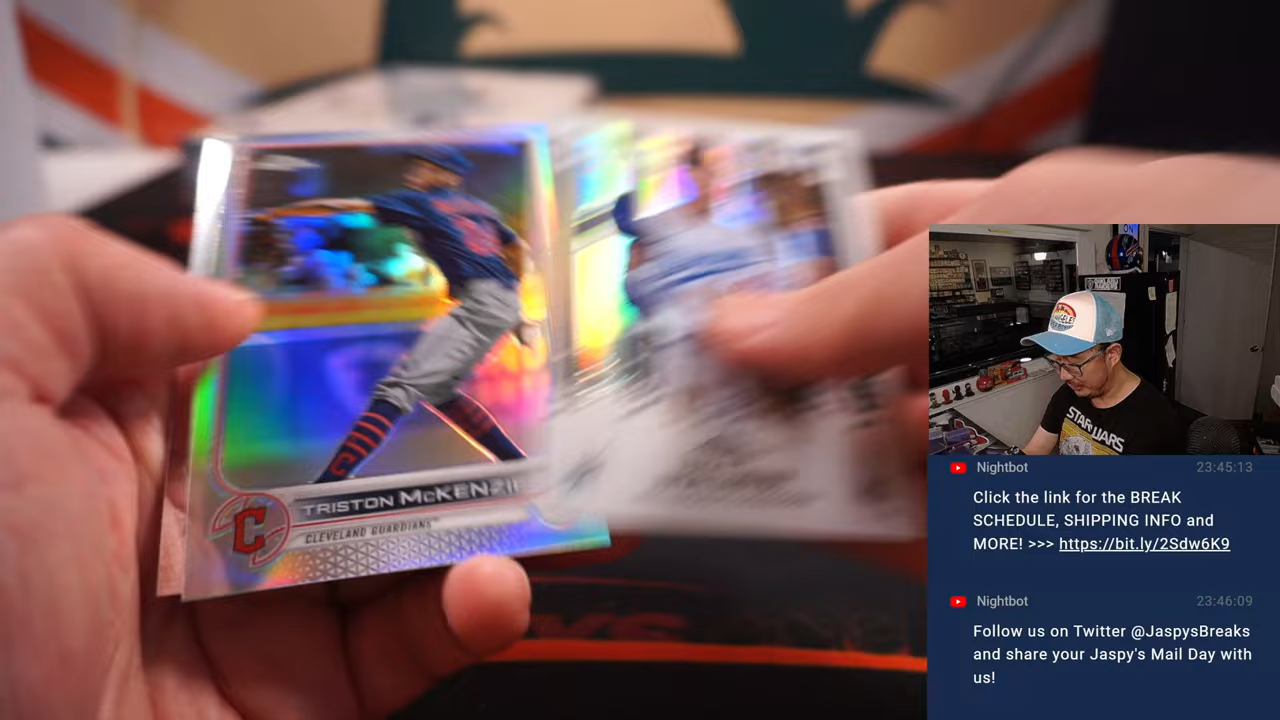 TRISTON McKENZIE
CLEVELAND GUARDIANS
C
ON
STAR WARS
Nightbot
23:45:13
Click the link for the BREAK
SCHEDULE, SHIPPING INFO and
MORE! >>> https://bit.ly/2Sdw6K9
Nightbot
23:46:09
Follow us on Twitter @JaspysBreaks
and share your Jaspy's Mail Day with
us!